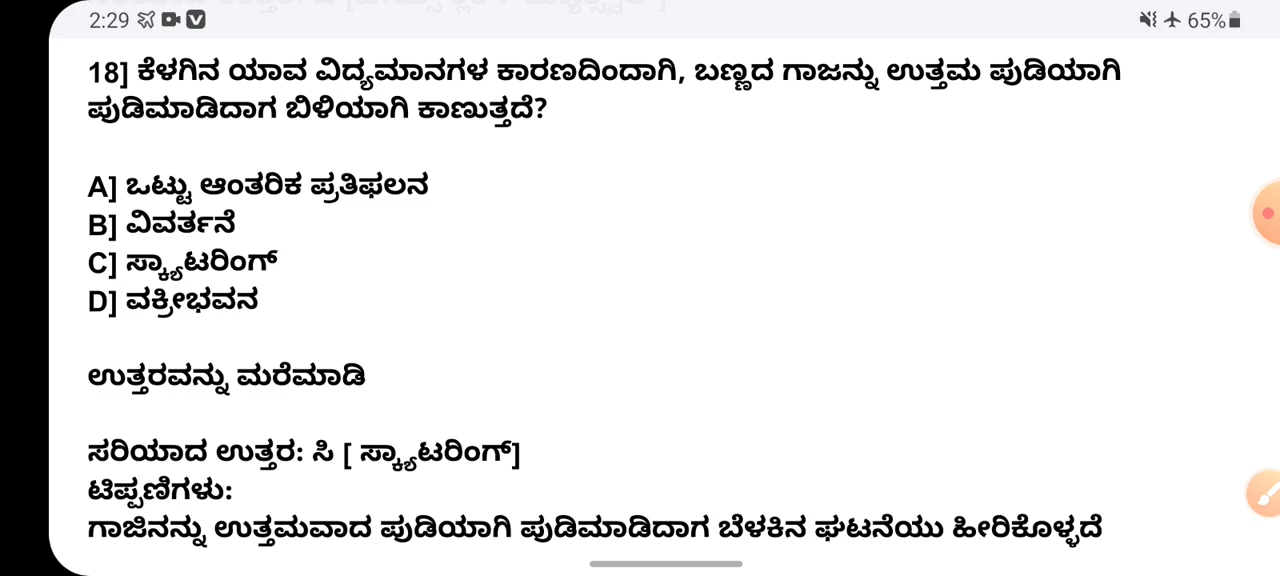 2:29
65%
18] ಕೆಳಗಿನ ಯಾವ ವಿದ್ಯಮಾನಗಳ ಕಾರಣದಿಂದಾಗಿ, ಬಣ್ಣದ ಗಾಜನ್ನು ಉತ್ತಮ ಪುಡಿಯಾಗಿ
ಪುಡಿಮಾಡಿದಾಗ ಬಿಳಿಯಾಗಿ ಕಾಣುತ್ತದೆ?
A] ಒಟ್ಟು ಆಂತರಿಕ ಪ್ರತಿಫಲನ
B] ವಿವರ್ತನೆ
C] ಸ್ಕ್ಯಾಟರಿಂಗ್
D] ವಕ್ರೀಭವನ
ಉತ್ತರವನ್ನು ಮರೆಮಾಡಿ
ಸರಿಯಾದ ಉತ್ತರ: ಸಿ [ ಸ್ಕ್ಯಾಟರಿಂಗ್]
ಟಿಪ್ಪಣಿಗಳು:
ಗಾಜಿನನ್ನು ಉತ್ತಮವಾದ ಪುಡಿಯಾಗಿ ಪುಡಿಮಾಡಿದಾಗ ಬೆಳಕಿನ ಘಟನೆಯು ಹೀರಿಕೊಳ್ಳದೆ